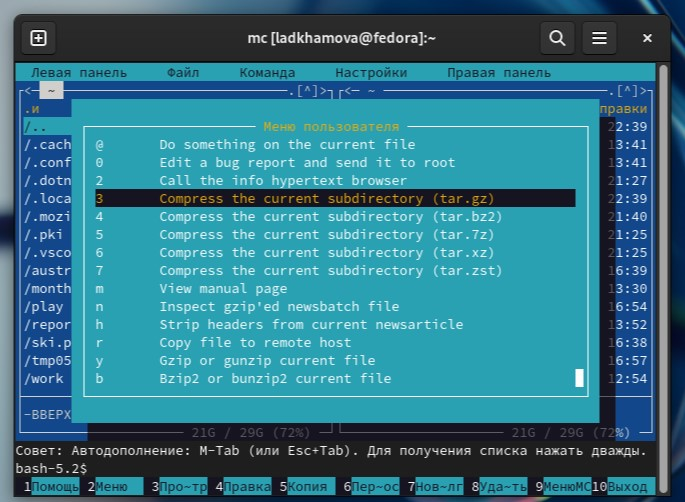 mc [ladkhamova@fedora]:~
Левая панель Файл Команда Настройки Правая панель
<─ ~ .[^]> <─ ~ .[^]>
.и правки
/.. 22:39
Меню пользователя
@ Do something on the current file
/.cach 0 Edit a bug report and send it to root 13:41
/.conf 13:41
/.dotn 2 Call the info hypertext browser 21:27
/.loca 3 Compress the current subdirectory (tar.gz) 22:39
/.mozi 4 Compress the current subdirectory (tar.bz2) 21:40
/.pki 5 Compress the current subdirectory (tar.7z) 21:25
/.vsco 6 Compress the current subdirectory (tar.xz) 21:25
/austr 7 Compress the current subdirectory (tar.zst) 16:39
/month m View manual page 13:30
/play n Inspect gzip'ed newsbatch file 16:54
/repor h Strip headers from current newsarticle 13:52
/ski.p r Copy file to remote host 16:38
/tmp05 y Gzip or gunzip current file 16:57
/work b Bzip2 or bunzip2 current file 12:54
-ВВЕРХ
21G / 29G (72%) 21G / 29G (72%)
Совет: Автодополнение: M-Tab (или Esc+Tab). Для получения списка нажать дважды.
bash-5.2$
1Помощь 2Меню 3Про~тр 4Правка 5Копия 6Пер~ос 7Нов~лг 8Уда~ть 9МенюMC 10Выход